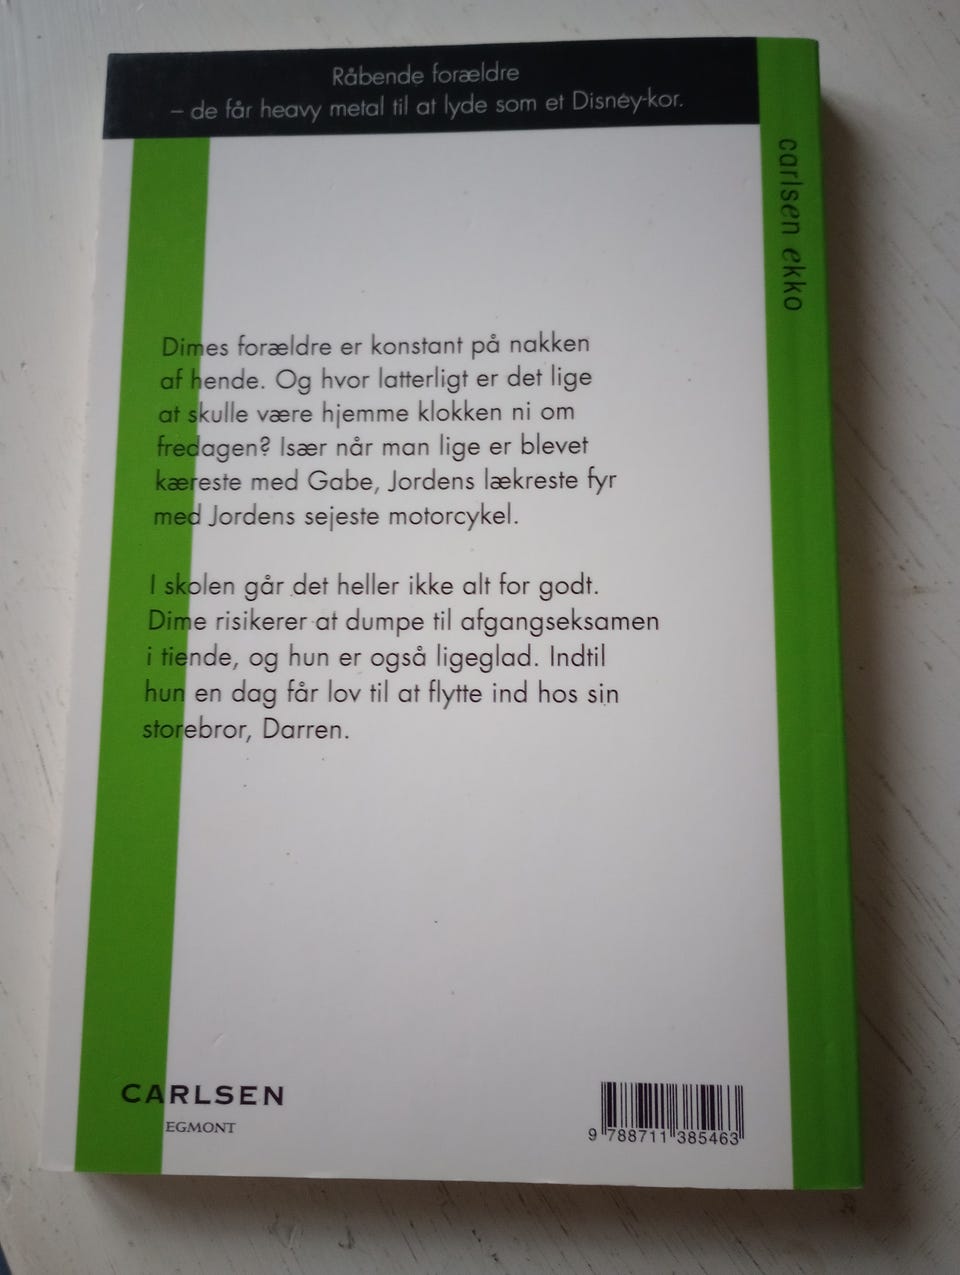 Råbende forældre
– de får heavy metal til at lyde som et Disney-kor.
carlsen ekko
Dimes forældre er konstant på nakken
af hende. Og hvor latterligt er det lige
at skulle være hjemme klokken ni om
fredagen? Især når man lige er blevet
kæreste med Gabe, Jordens lækreste fyr
med Jordens sejeste motorcykel.
I skolen går det heller ikke alt for godt.
Dime risikerer at dumpe til afgangseksamen
i tiende, og hun er også ligeglad. Indtil
hun en dag får lov til at flytte ind hos sin
storebror, Darren.
CARLSEN
EGMONT
9 788711 385463